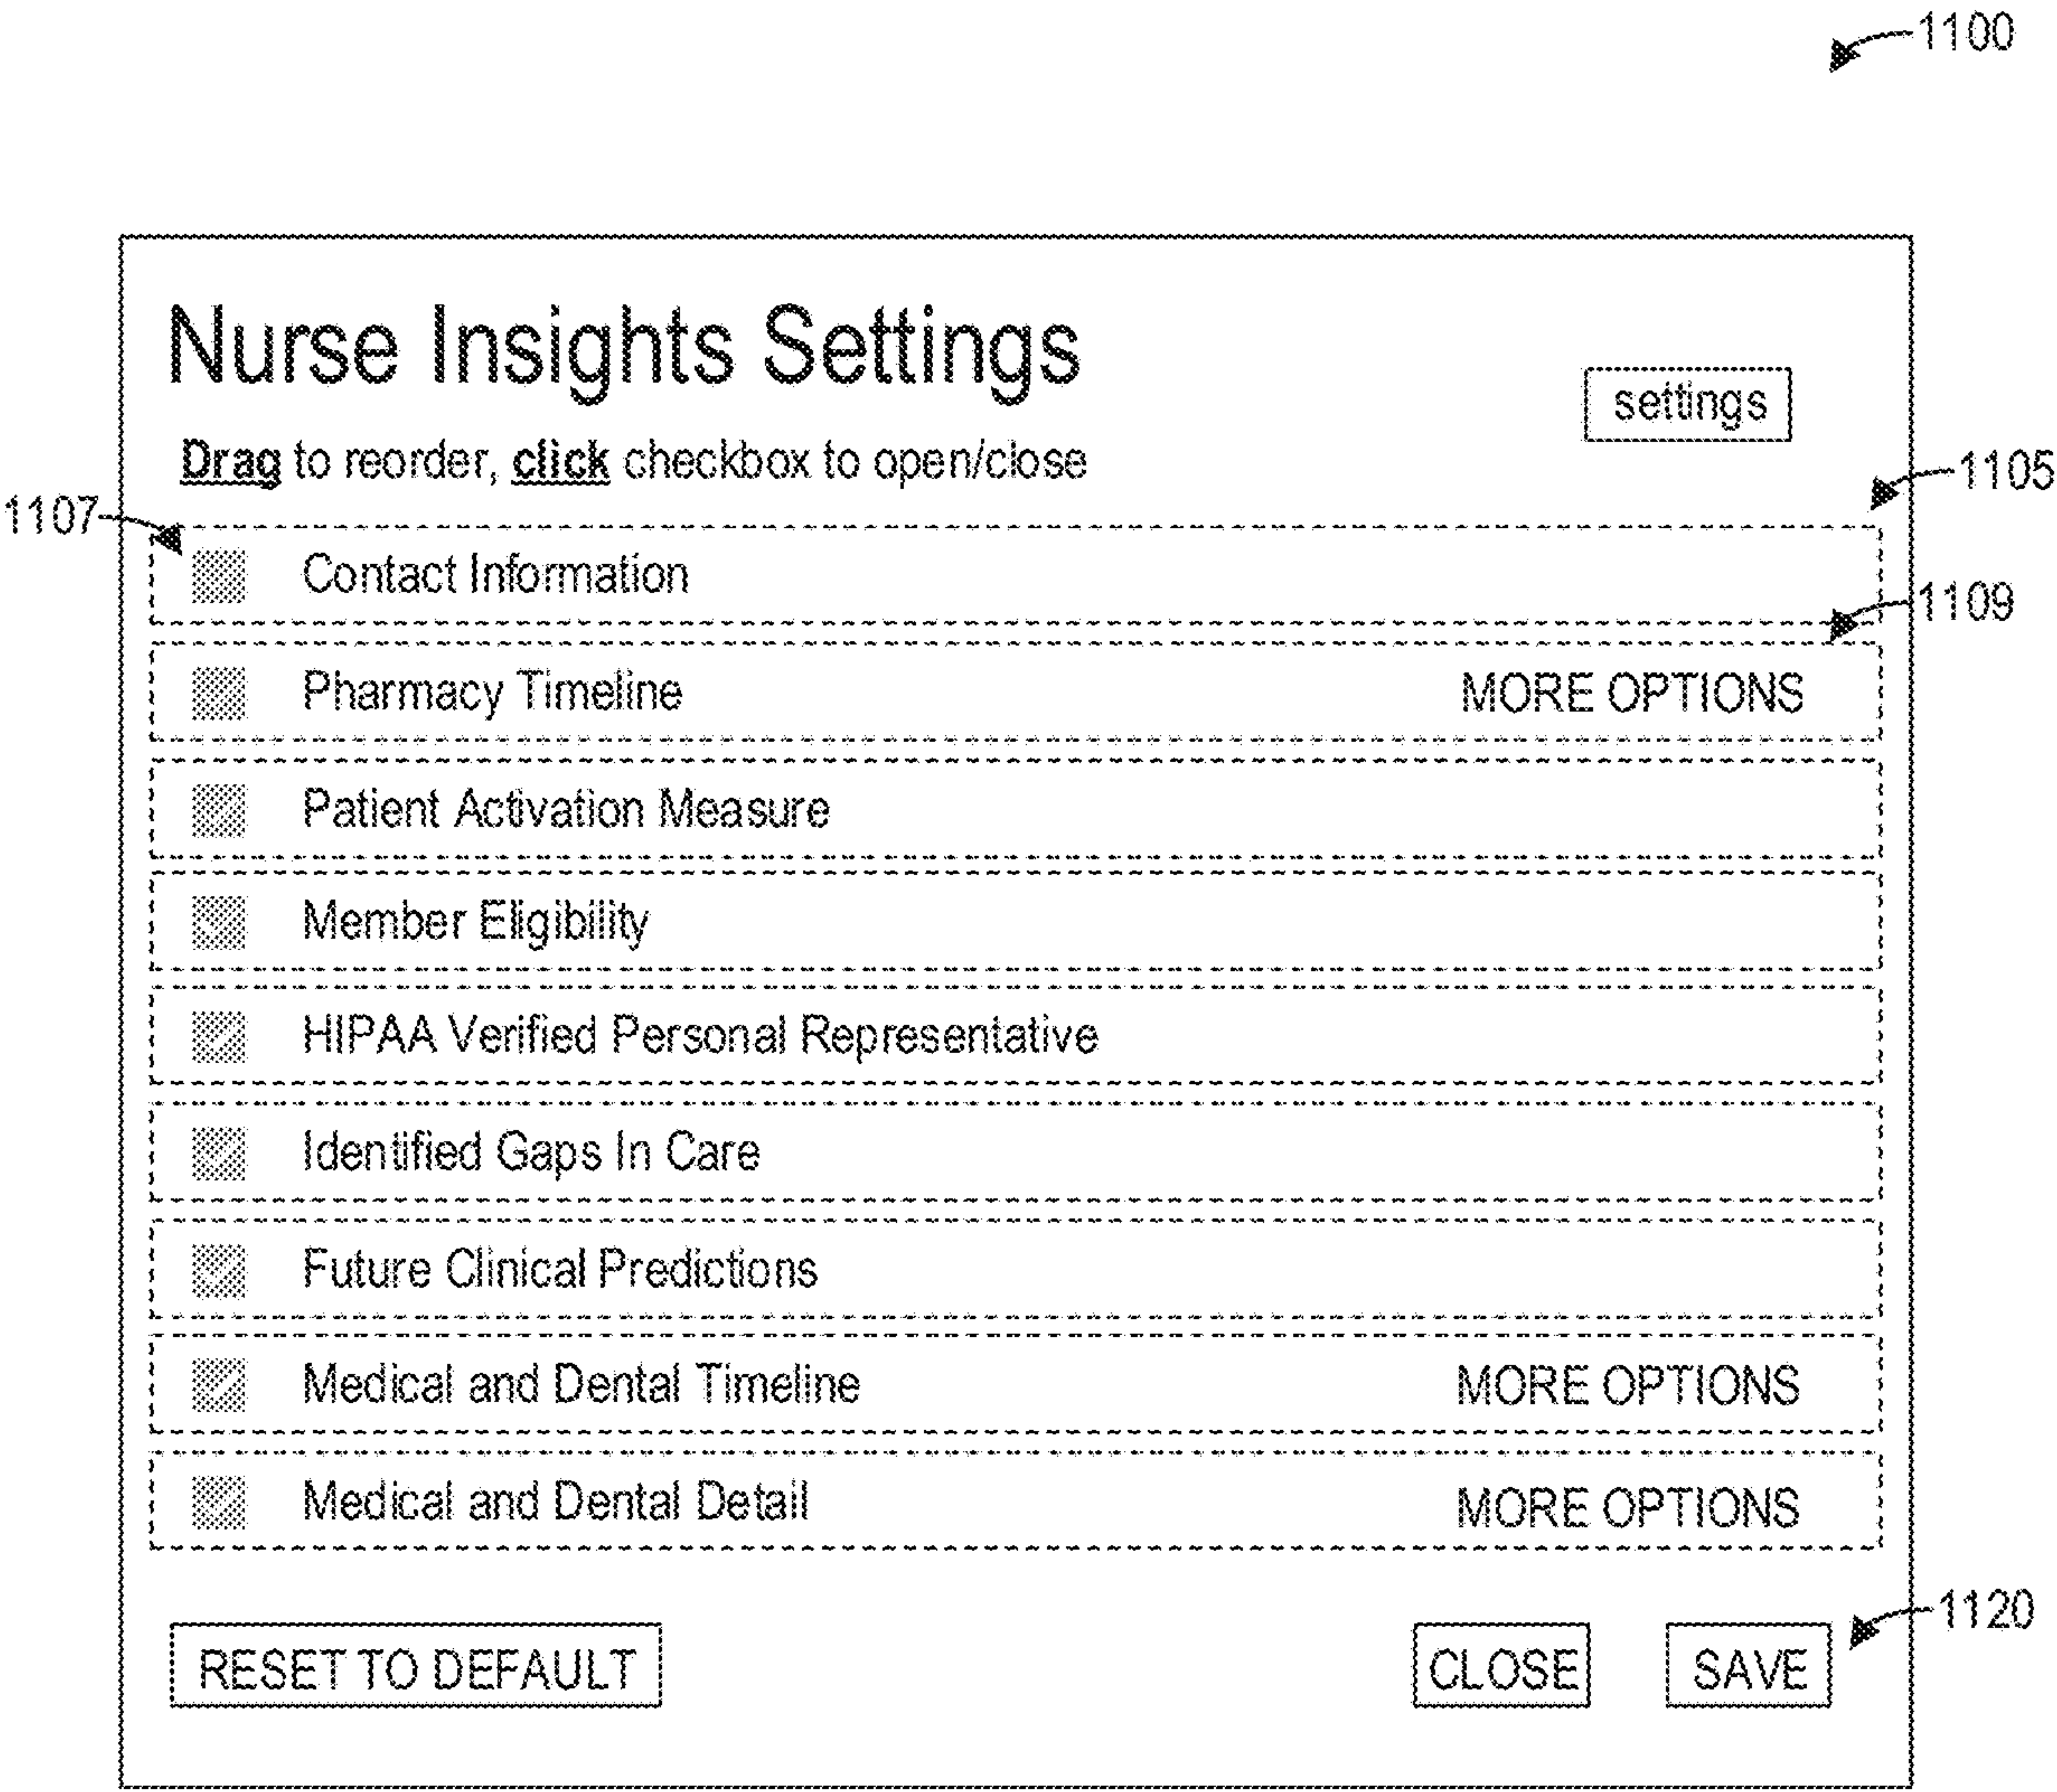 1100
Nurse Insights Settings
settings
Drag to reorder, click checkbox to open/close
1105
1107
Contact Information
1109
Pharmacy Timeline MORE OPTIONS
Patient Activation Measure
Member Eligibility
HIPAA Verified Personal Representative
Identified Gaps In Care
Future Clinical Predictions
Medical and Dental Timeline MORE OPTIONS
Medical and Dental Detail MORE OPTIONS
1120
RESET TO DEFAULT CLOSE SAVE